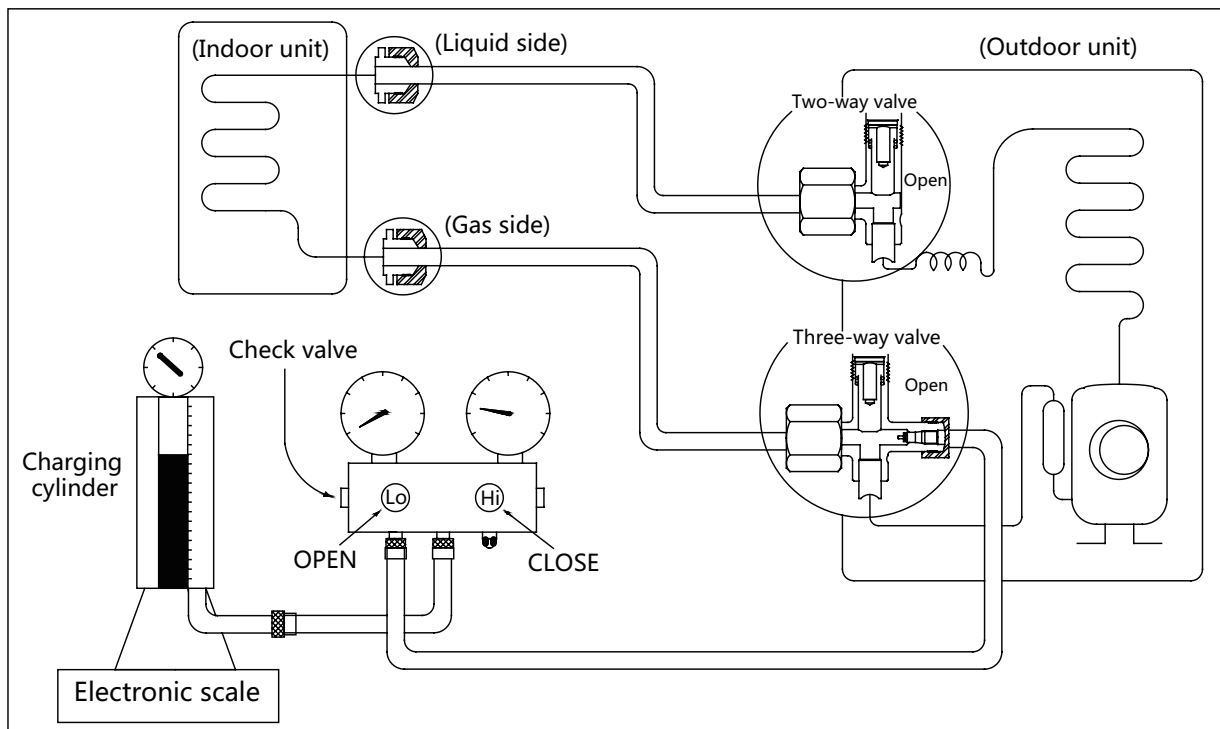 (Indoor unit)
(Liquid side)
(Outdoor unit)
Two-way valve
Open
(Gas side)
Three-way valve
Open
Check valve
Charging
cylinder
Lo
Hi
OPEN
CLOSE
Electronic scale